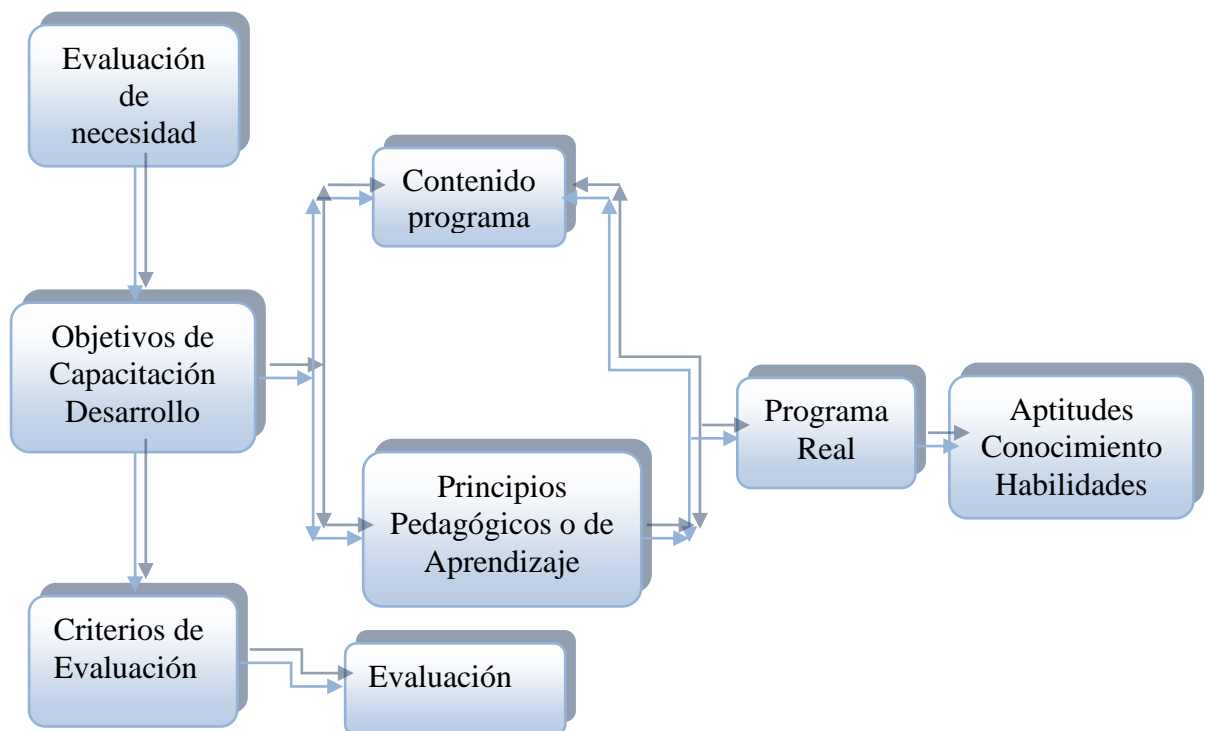 Evaluación
de
necesidad
Contenido
programa
Objetivos de
Capacitación
Desarrollo
Programa
Real
Aptitudes
Conocimiento
Habilidades
Principios
Pedagógicos o de
Aprendizaje
Criterios de
Evaluación
Evaluación